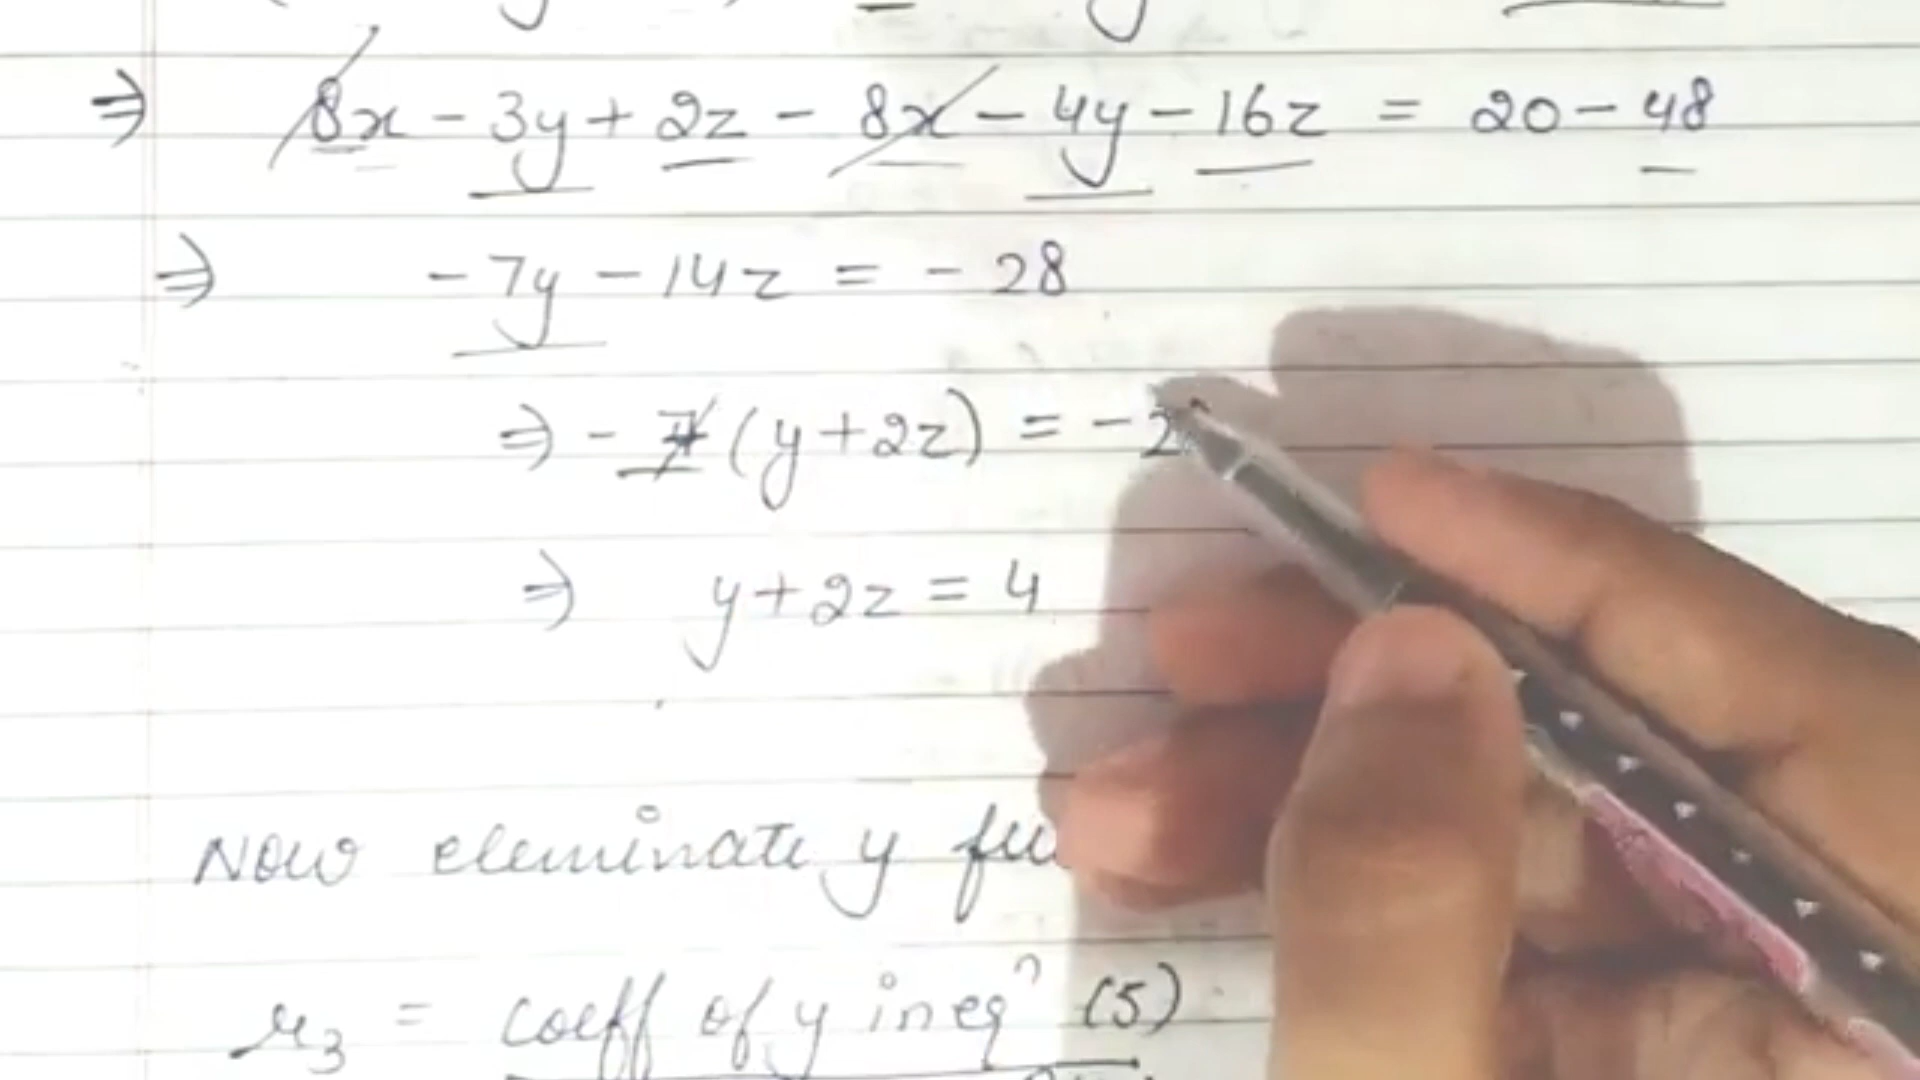 ⇒ 8x - 3y + 2z - 8x - 4y - 16z = 20 - 48
⇒ -7y - 14z = -28
⇒ -7(y+2z) = -2
⇒ y+2z = 4
Now eleminate y
μ3 = coeff of y in eqn (5)